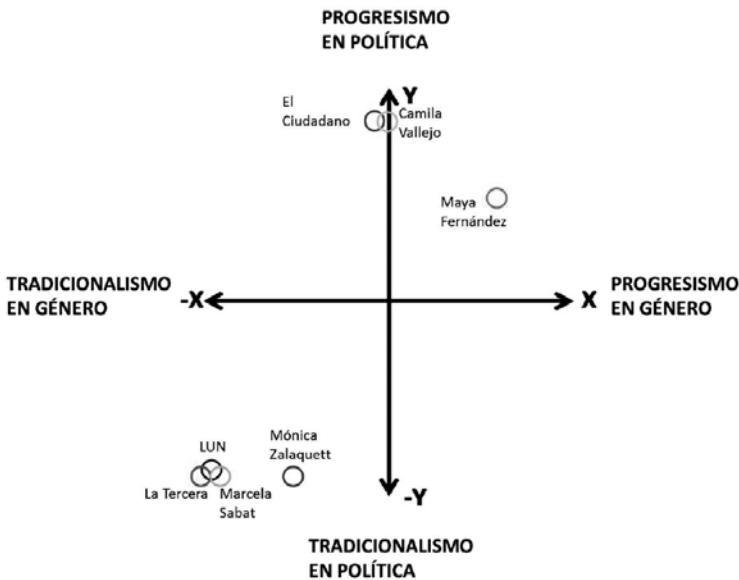 PROGRESISMO
EN POLÍTICA
Y
El
Ciudadano
Camila
Vallejo
Maya
Fernández
TRADICIONALISMO
EN GÉNERO
-X
X
PROGRESISMO
EN GÉNERO
Mónica
Zalaquett
LUN
La Tercera
Marcela
Sabat
-Y
TRADICIONALISMO
EN POLÍTICA